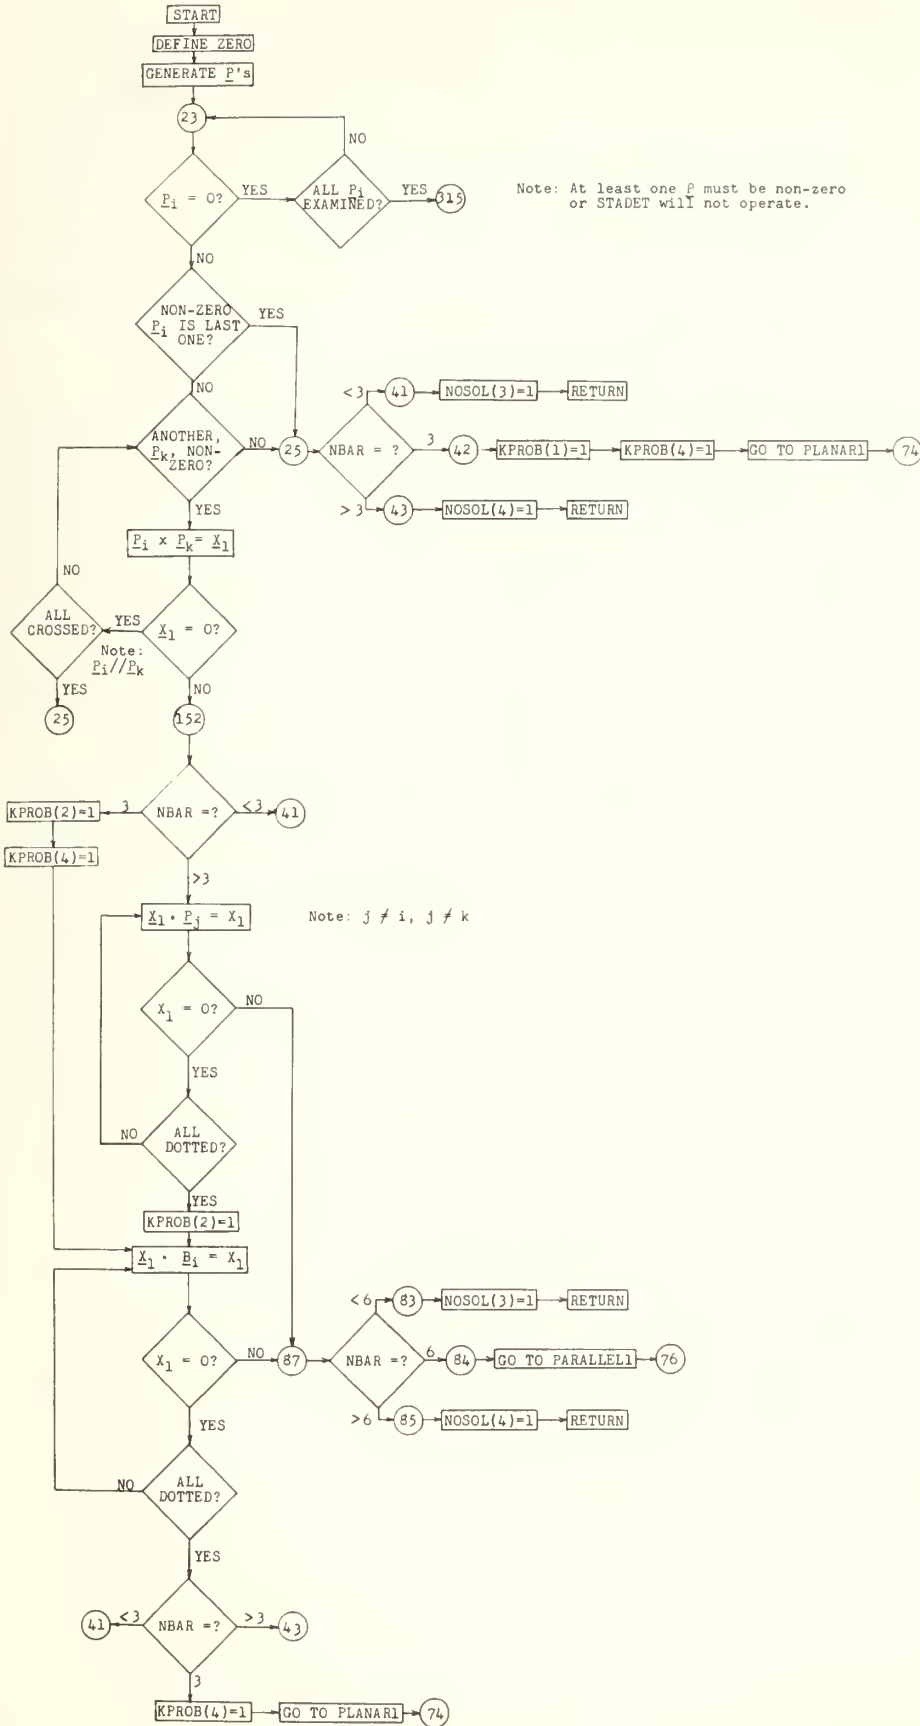 START
DEFINE ZERO
GENERATE P's
23
NO
P_i = 0?
YES
ALL P_i
EXAMINED?
YES
315
Note: At least one P must be non-zero
or STADET will not operate.
NO
NON-ZERO
P_i IS LAST
ONE?
YES
NO
ANOTHER,
P_k, NON-
ZERO?
NO
25
NBAR = ?
<3
41
NOSOL(3)=1
RETURN
3
42
KPROB(1)=1
KPROB(4)=1
GO TO PLANAR1
74
>3
43
NOSOL(4)=1
RETURN
YES
P_i x P_k = X_1
NO
ALL
CROSSED?
YES
X_1 = 0?
Note:
P_i//P_k
YES
25
NO
152
KPROB(2)=1
3
NBAR =?
<3
41
KPROB(4)=1
>3
X_1 · P_j = X_1
Note: j ≠ i, j ≠ k
X_1 = 0?
NO
YES
NO
ALL
DOTTED?
YES
KPROB(2)=1
X_1 · B_i = X_1
X_1 = 0?
NO
87
NBAR =?
<6
83
NOSOL(3)=1
RETURN
6
84
GO TO PARALLEL1
76
>6
85
NOSOL(4)=1
RETURN
YES
NO
ALL
DOTTED?
YES
41
<3
NBAR =?
>3
43
3
KPROB(4)=1
GO TO PLANAR1
74